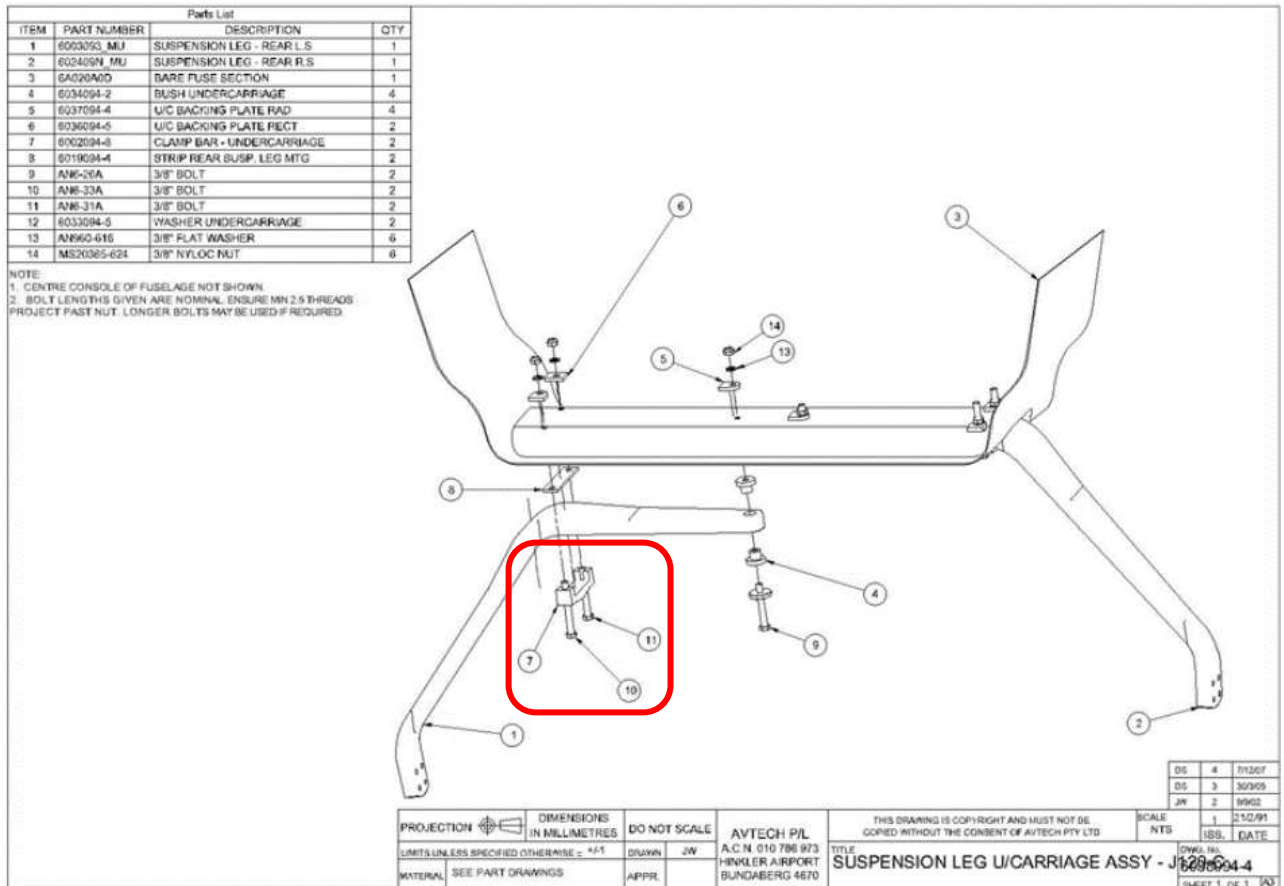 Parts List
ITEM PART NUMBER DESCRIPTION QTY
1 6003093_MU SUSPENSION LEG - REAR L.S 1
2 602409N_MU SUSPENSION LEG - REAR R.S 1
3 6A020A0D BARE FUSE SECTION 1
4 6034094-2 BUSH UNDERCARRIAGE 4
5 6037094-4 U/C BACKING PLATE RAD 4
6 6036094-5 U/C BACKING PLATE RECT 2
7 6002094-8 CLAMP BAR - UNDERCARRIAGE 2
8 6019094-4 STRIP REAR SUSP. LEG MTG 2
9 AN6-26A 3/8" BOLT 2
10 AN6-33A 3/8" BOLT 2
11 AN6-31A 3/8" BOLT 2
12 6033094-5 WASHER UNDERCARRIAGE 2
13 AN960-616 3/8" FLAT WASHER 6
14 MS20365-624 3/8" NYLOC NUT 6
NOTE:
1. CENTRE CONSOLE OF FUSELAGE NOT SHOWN
2. BOLT LENGTHS GIVEN ARE NOMINAL. ENSURE MIN 2.5 THREADS
PROJECT PAST NUT. LONGER BOLTS MAY BE USED IF REQUIRED.
6
3
14
13
5
8
4
11
9
7
10
1
2
DS 4 7/12/07
DS 3 30/3/05
JW 2 9/9/02
1 21/2/91
ISS. DATE
PROJECTION
DIMENSIONS
IN MILLIMETRES
DO NOT SCALE
LIMITS UNLESS SPECIFIED OTHERWISE = +/-1
DRAWN JW
MATERIAL SEE PART DRAWINGS
APPR.
AVTECH P/L
A.C.N. 010 786 973
HINKLER AIRPORT
BUNDABERG 4670
THIS DRAWING IS COPYRIGHT AND MUST NOT BE
COPIED WITHOUT THE CONSENT OF AVTECH PTY LTD
SCALE
NTS
TITLE
SUSPENSION LEG U/CARRIAGE ASSY -
DWG. No.
SHEET 1 OF 1 A3